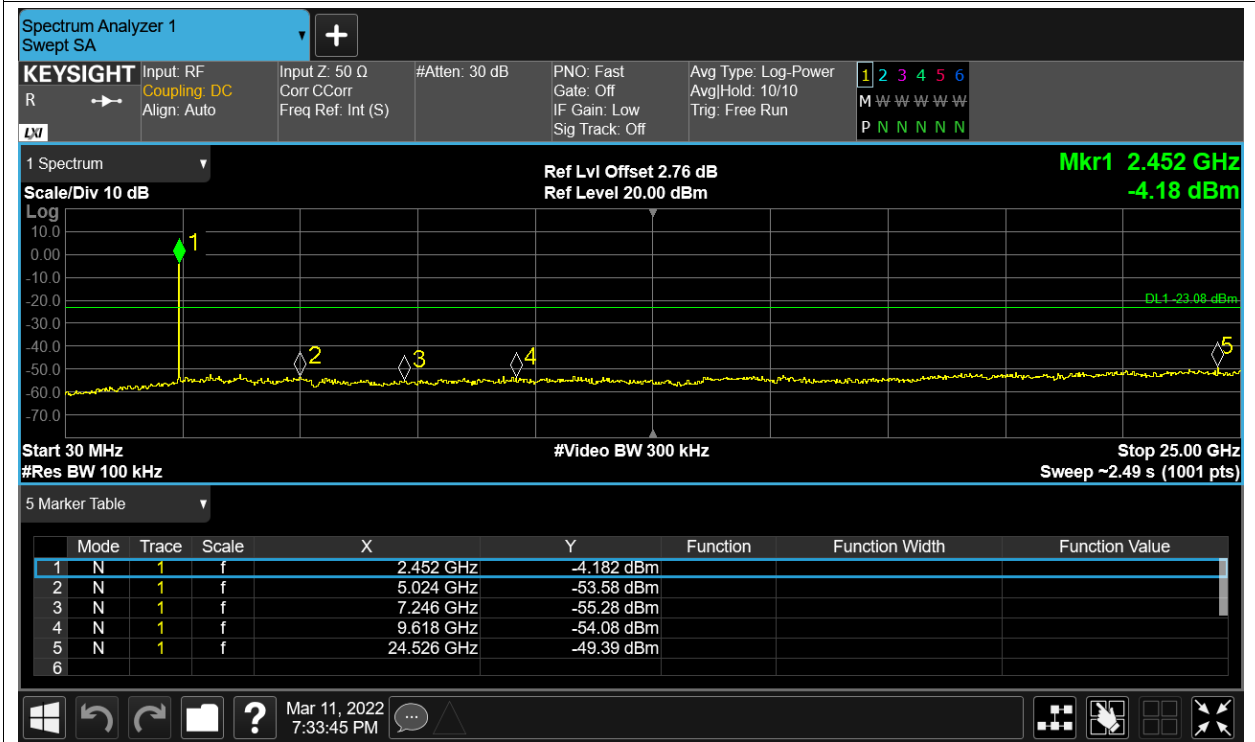 Spectrum Analyzer 1
Swept SA
KEYSIGHT
R
LXI
Input: RF
Coupling: DC
Align: Auto
Input Z: 50 Ω
Corr CCorr
Freq Ref: Int (S)
#Atten: 30 dB
PNO: Fast
Gate: Off
IF Gain: Low
Sig Track: Off
Avg Type: Log-Power
Avg|Hold: 10/10
Trig: Free Run
1 2 3 4 5 6
M W W W W W
P N N N N N
1 Spectrum
Scale/Div 10 dB
Ref Lvl Offset 2.76 dB
Ref Level 20.00 dBm
Mkr1 2.452 GHz
-4.18 dBm
Log
10.0
0.00
-10.0
-20.0
-30.0
-40.0
-50.0
-60.0
-70.0
1
2
3
4
5
DL1 -23.08 dBm
Start 30 MHz
#Res BW 100 kHz
#Video BW 300 kHz
Stop 25.00 GHz
Sweep ~2.49 s (1001 pts)
5 Marker Table
Mode Trace Scale X Y Function Function Width Function Value
1 N 1 f 2.452 GHz -4.182 dBm
2 N 1 f 5.024 GHz -53.58 dBm
3 N 1 f 7.246 GHz -55.28 dBm
4 N 1 f 9.618 GHz -54.08 dBm
5 N 1 f 24.526 GHz -49.39 dBm
6
?
Mar 11, 2022
7:33:45 PM